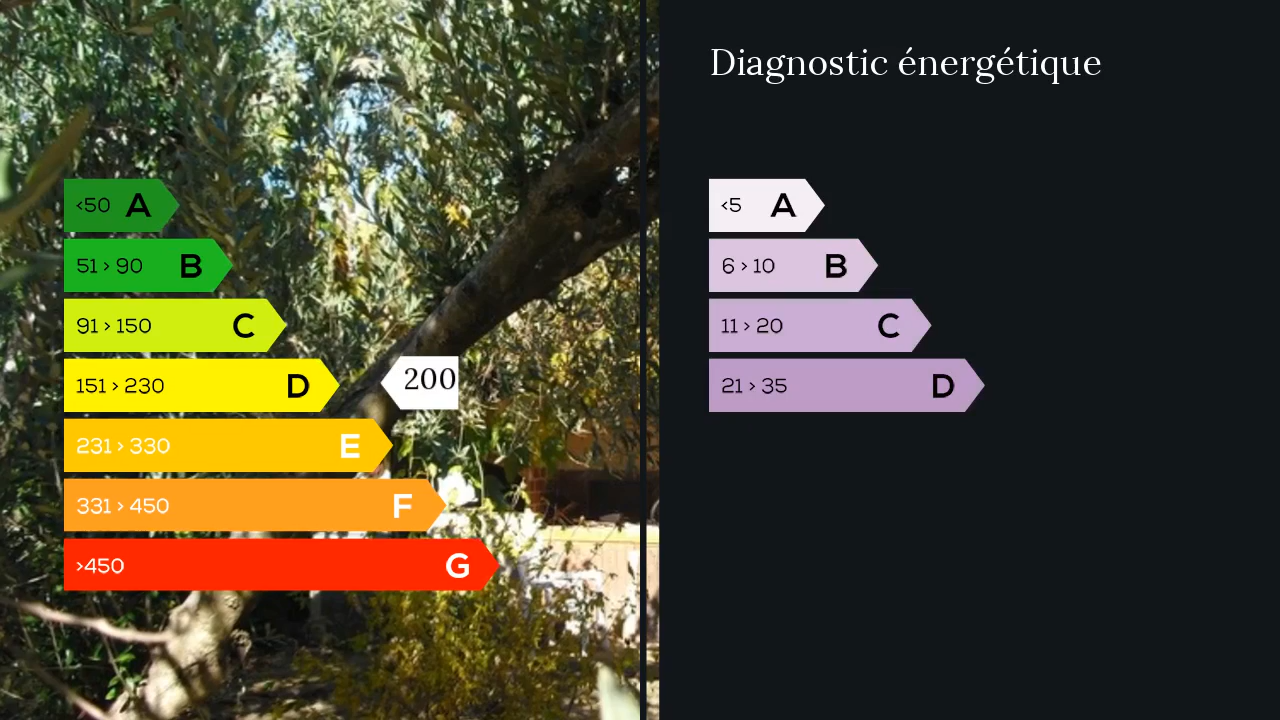 Diagnostic énergétique
<50 A
51 > 90 B
91 > 150 C
151 > 230 D
200
231 > 330 E
331 > 450 F
>450 G
<5 A
6 > 10 B
11 > 20 C
21 > 35 D